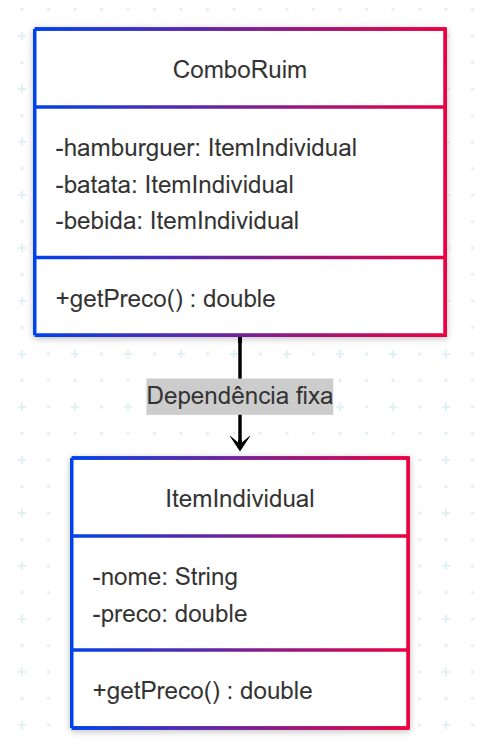 ComboRuim
-hamburguer: ItemIndividual
-batata: ItemIndividual
-bebida: ItemIndividual
+getPreco() : double
Dependência fixa
ItemIndividual
-nome: String
-preco: double
+getPreco() : double